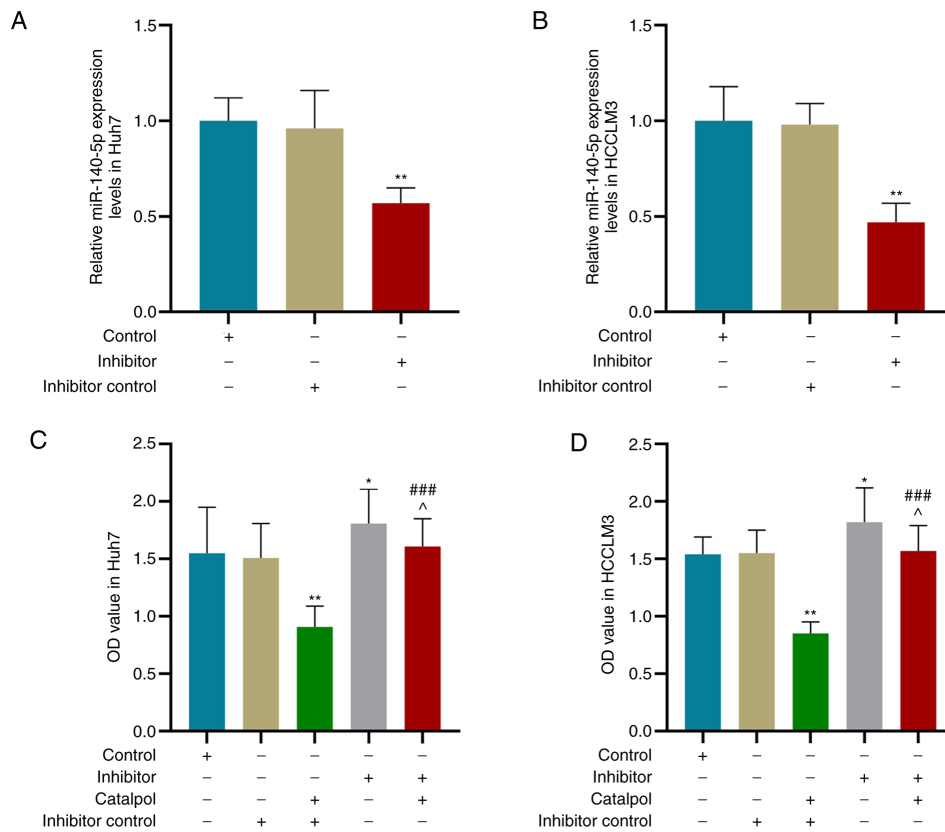 A
Relative miR-140-5p expression
levels in Huh7
1.5
1.0
0.5
0.0
**
Control + – –
Inhibitor – – +
Inhibitor control – + –
B
Relative miR-140-5p expression
levels in HCCLM3
1.5
1.0
0.5
0.0
**
Control + – –
Inhibitor – – +
Inhibitor control – + –
C
OD value in Huh7
2.5
2.0
1.5
1.0
0.5
0.0
**
*
###
^
Control + – – – –
Inhibitor – – – + +
Catalpol – – + – +
Inhibitor control – + + – –
D
OD value in HCCLM3
2.5
2.0
1.5
1.0
0.5
0.0
**
*
###
^
Control + – – – –
Inhibitor – – – + +
Catalpol – – + – +
Inhibitor control – + + – –